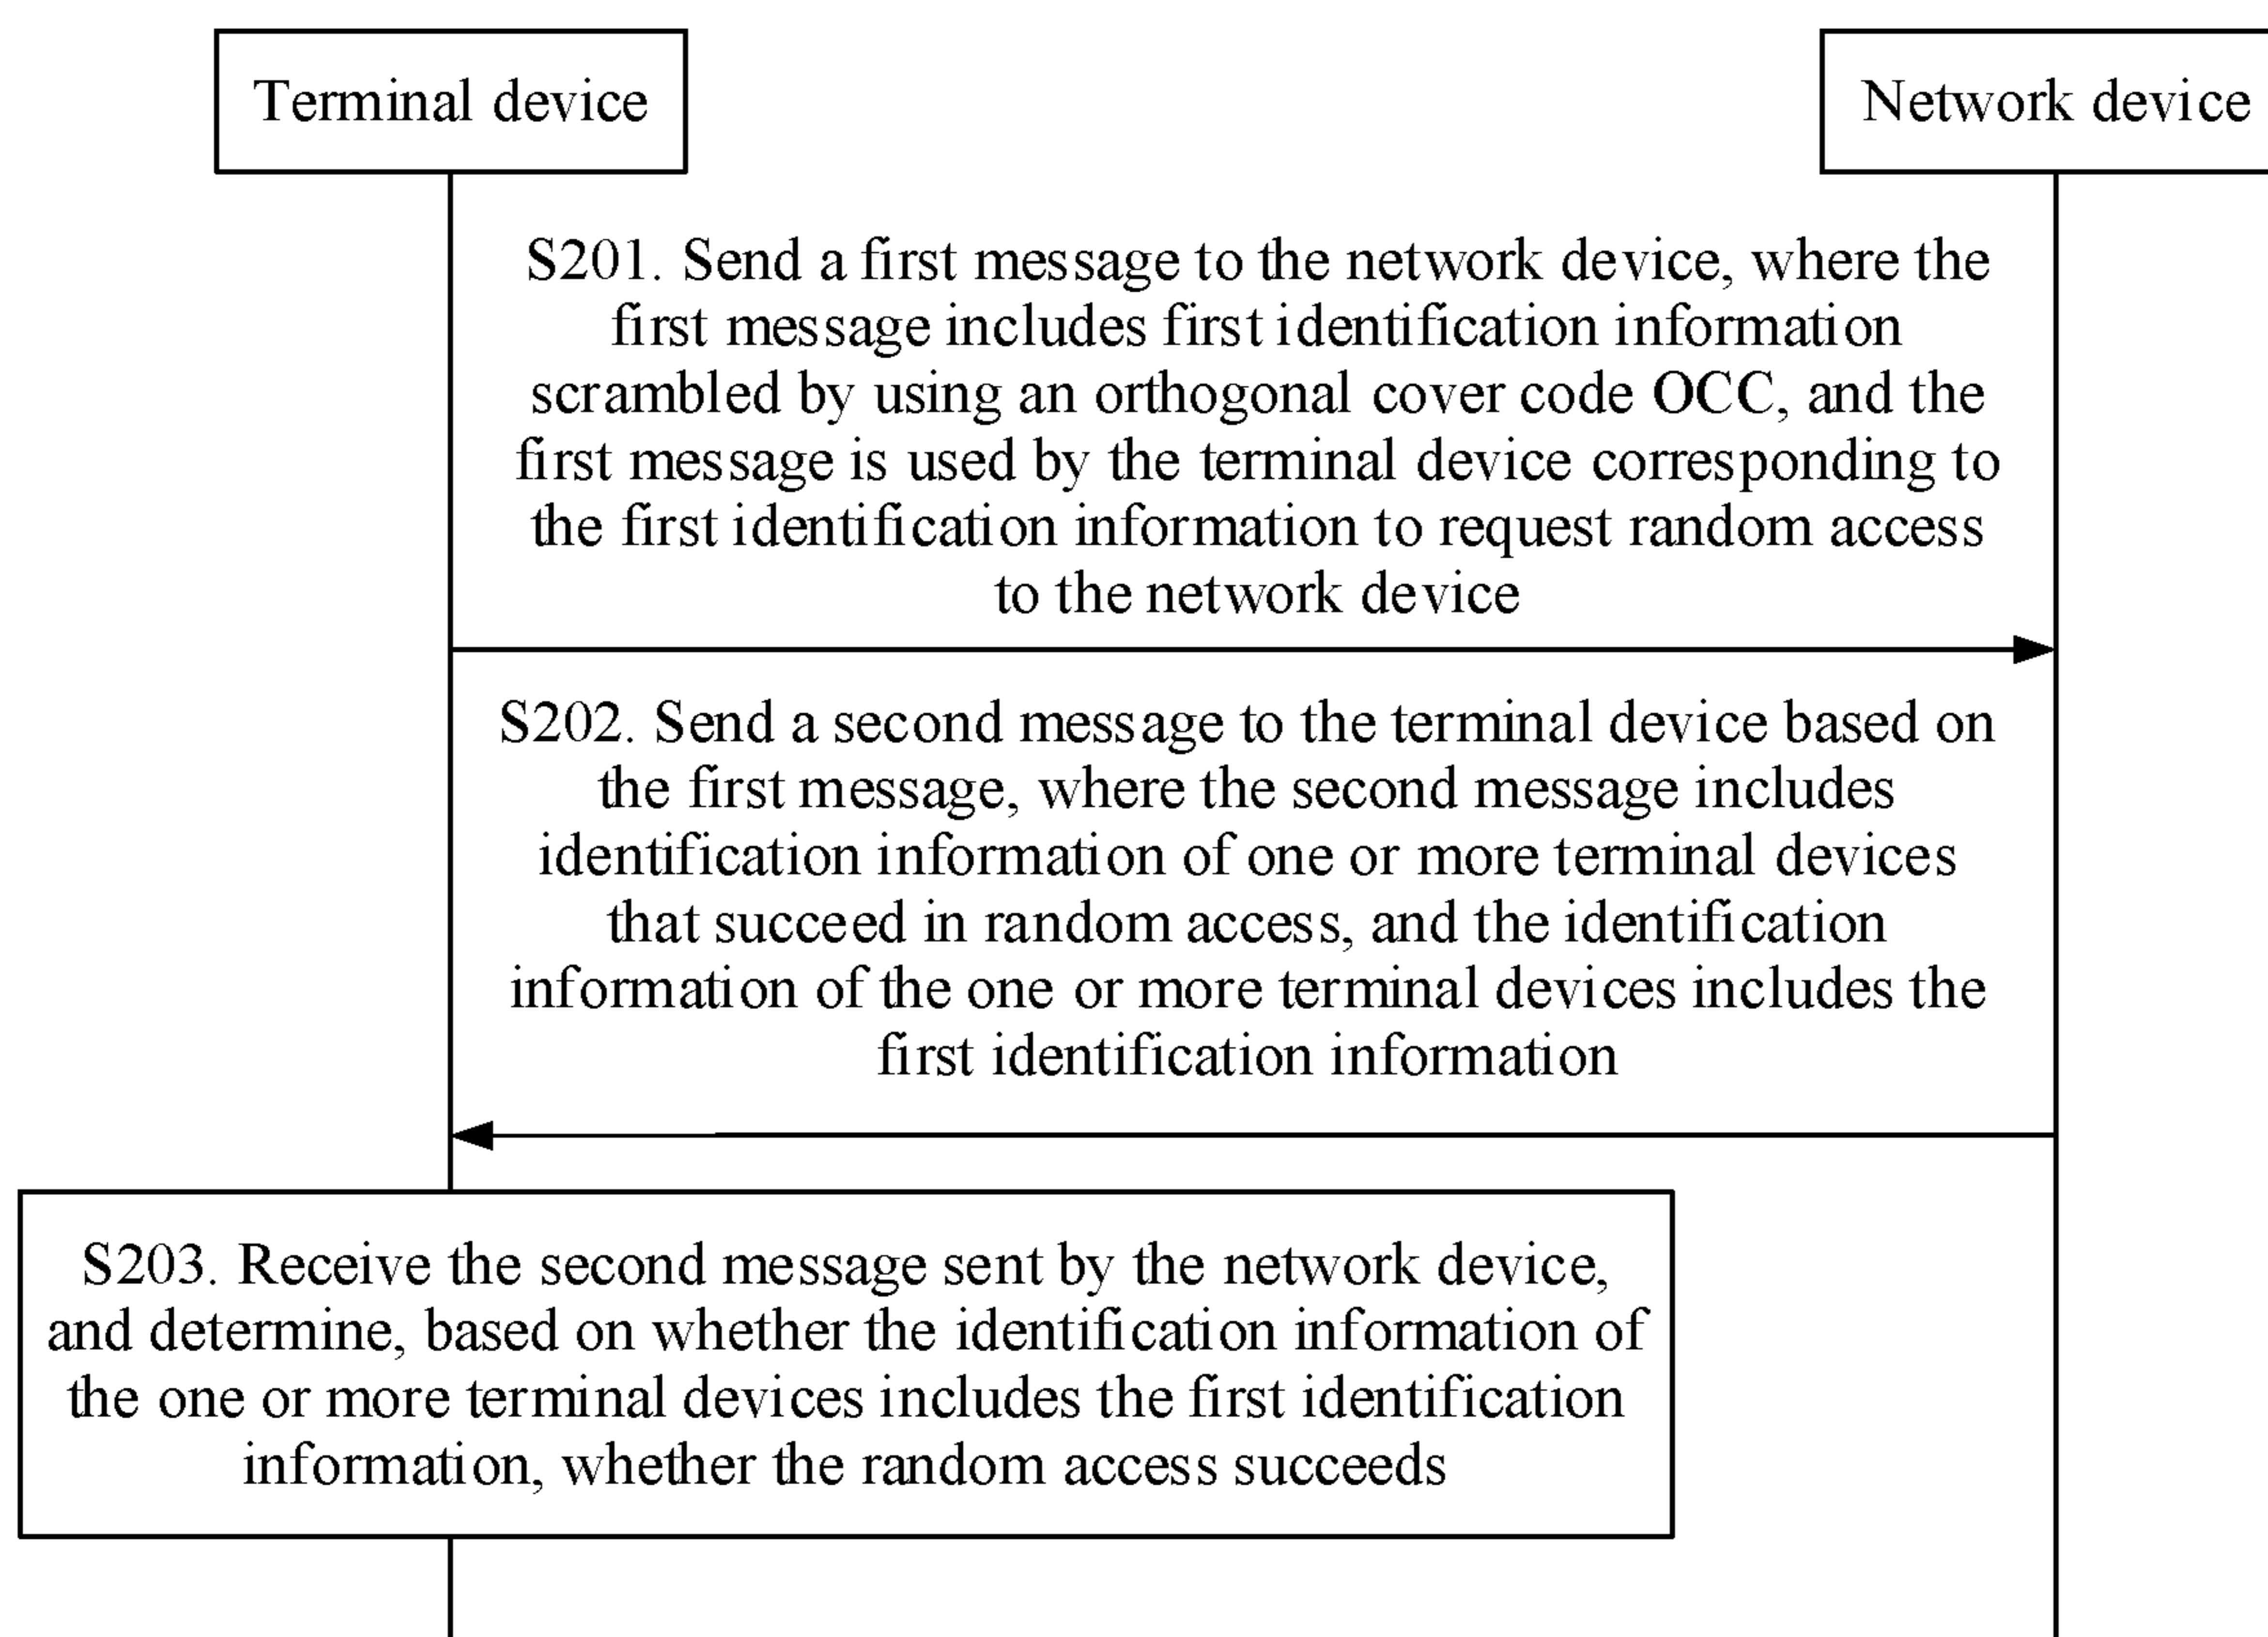 Terminal device
Network device
S201. Send a first message to the network device, where the
first message includes first identification information
scrambled by using an orthogonal cover code OCC, and the
first message is used by the terminal device corresponding to
the first identification information to request random access
to the network device
S202. Send a second message to the terminal device based on
the first message, where the second message includes
identification information of one or more terminal devices
that succeed in random access, and the identification
information of the one or more terminal devices includes the
first identification information
S203. Receive the second message sent by the network device,
and determine, based on whether the identification information of
the one or more terminal devices includes the first identification
information, whether the random access succeeds